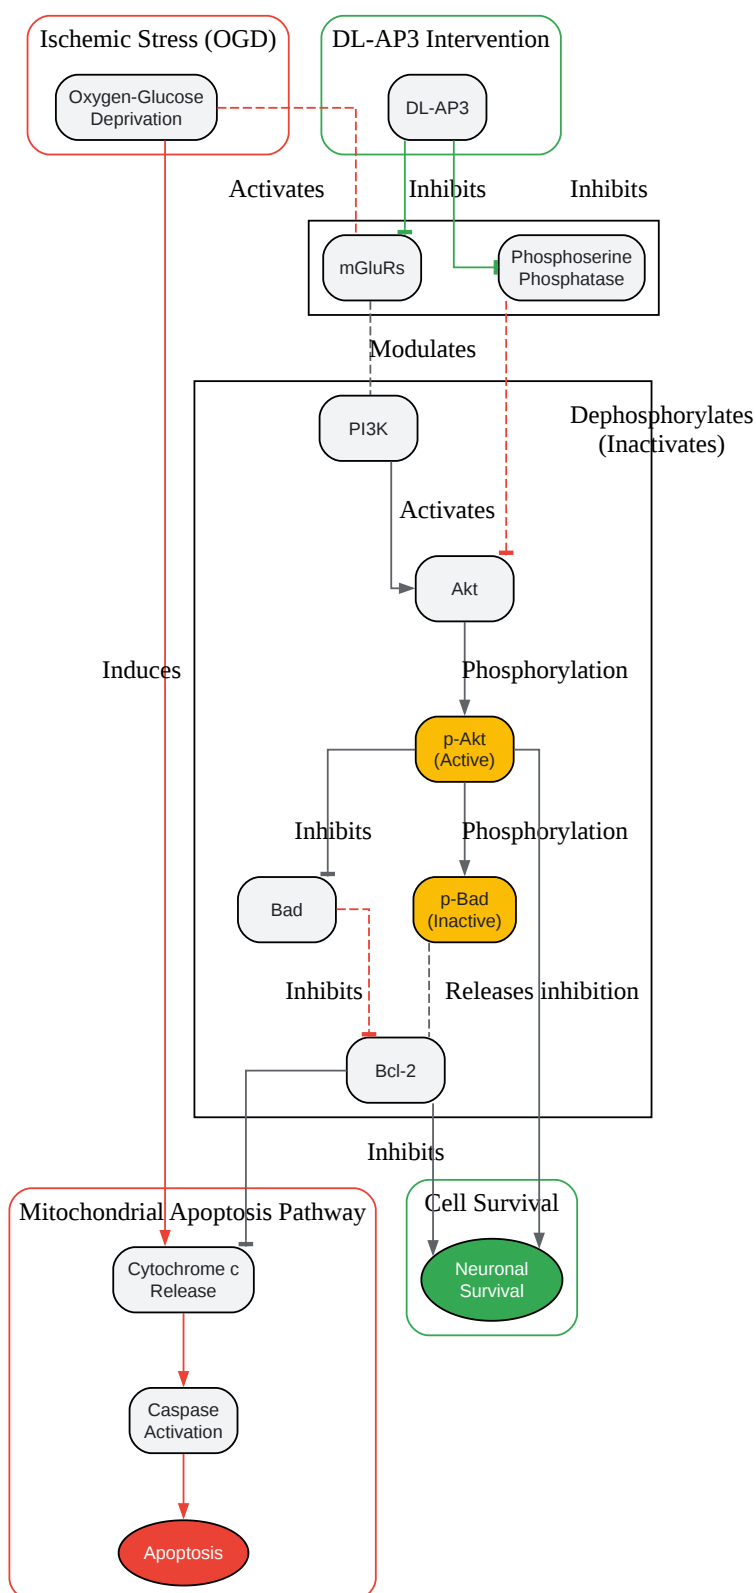 Ischemic Stress (OGD)
DL-AP3 Intervention
Oxygen-Glucose
Deprivation
DL-AP3
Activates
Inhibits
Inhibits
mGluRs
Phosphoserine
Phosphatase
Modulates
PI3K
Dephosphorylates
(Inactivates)
Activates
Akt
Induces
Phosphorylation
p-Akt
(Active)
Inhibits
Phosphorylation
Bad
p-Bad
(Inactive)
Inhibits
Releases inhibition
Bcl-2
Inhibits
Mitochondrial Apoptosis Pathway
Cell Survival
Cytochrome c
Release
Neuronal
Survival
Caspase
Activation
Apoptosis